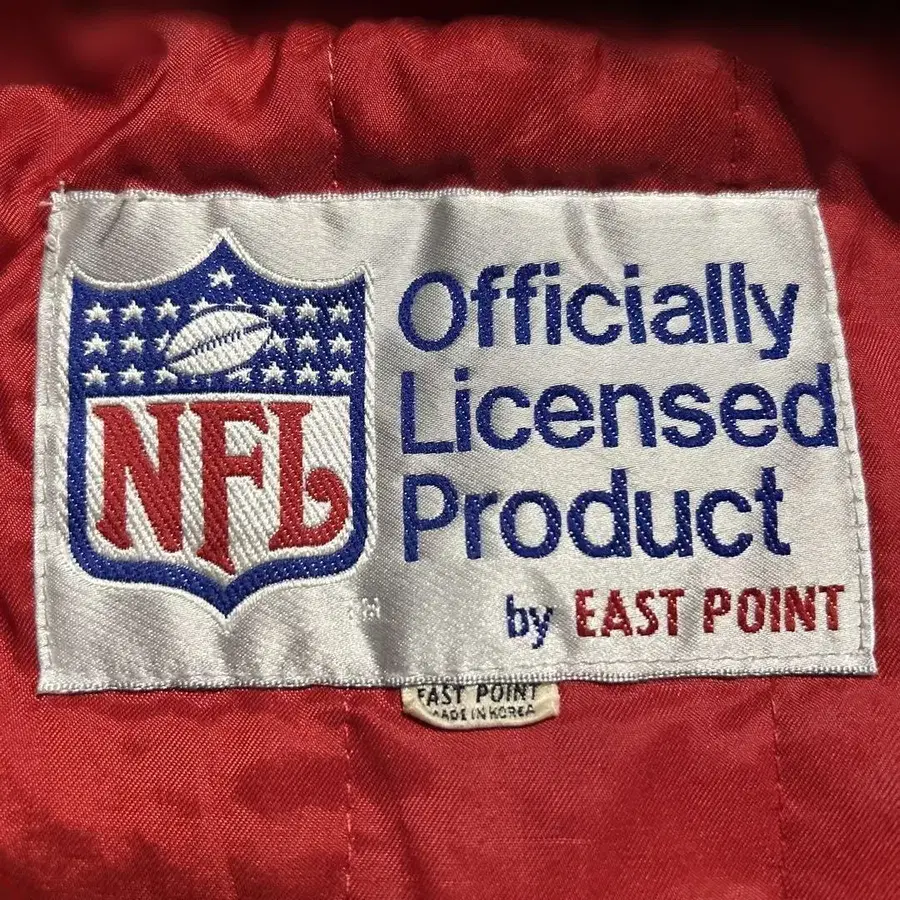 NFL
Officially
Licensed
Product
by EAST POINT
EAST POINT
MADE IN KOREA